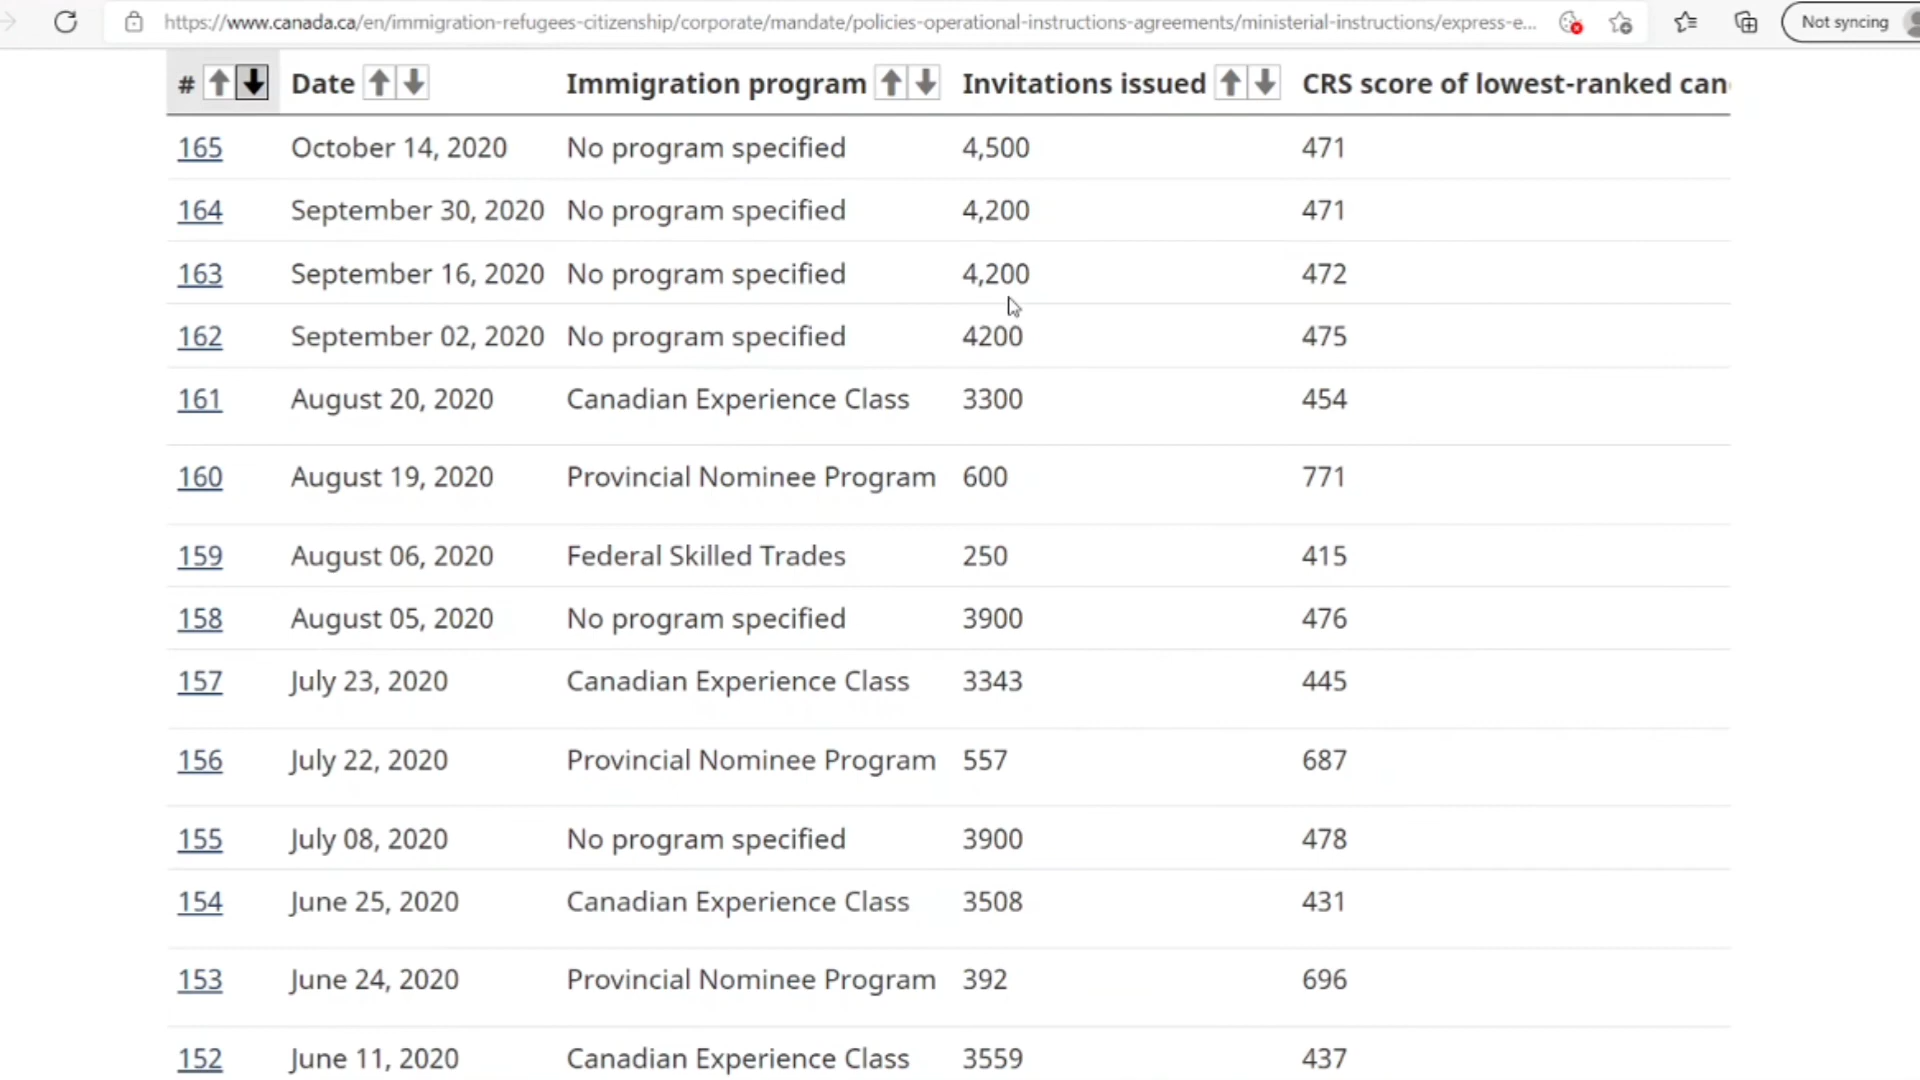 https://www.canada.ca/en/immigration-refugees-citizenship/corporate/mandate/policies-operational-instructions-agreements/ministerial-instructions/express-e... Not syncing
# Date Immigration program Invitations issued CRS score of lowest-ranked can
165 October 14, 2020 No program specified 4,500 471
164 September 30, 2020 No program specified 4,200 471
163 September 16, 2020 No program specified 4,200 472
162 September 02, 2020 No program specified 4200 475
161 August 20, 2020 Canadian Experience Class 3300 454
160 August 19, 2020 Provincial Nominee Program 600 771
159 August 06, 2020 Federal Skilled Trades 250 415
158 August 05, 2020 No program specified 3900 476
157 July 23, 2020 Canadian Experience Class 3343 445
156 July 22, 2020 Provincial Nominee Program 557 687
155 July 08, 2020 No program specified 3900 478
154 June 25, 2020 Canadian Experience Class 3508 431
153 June 24, 2020 Provincial Nominee Program 392 696
152 June 11, 2020 Canadian Experience Class 3559 437